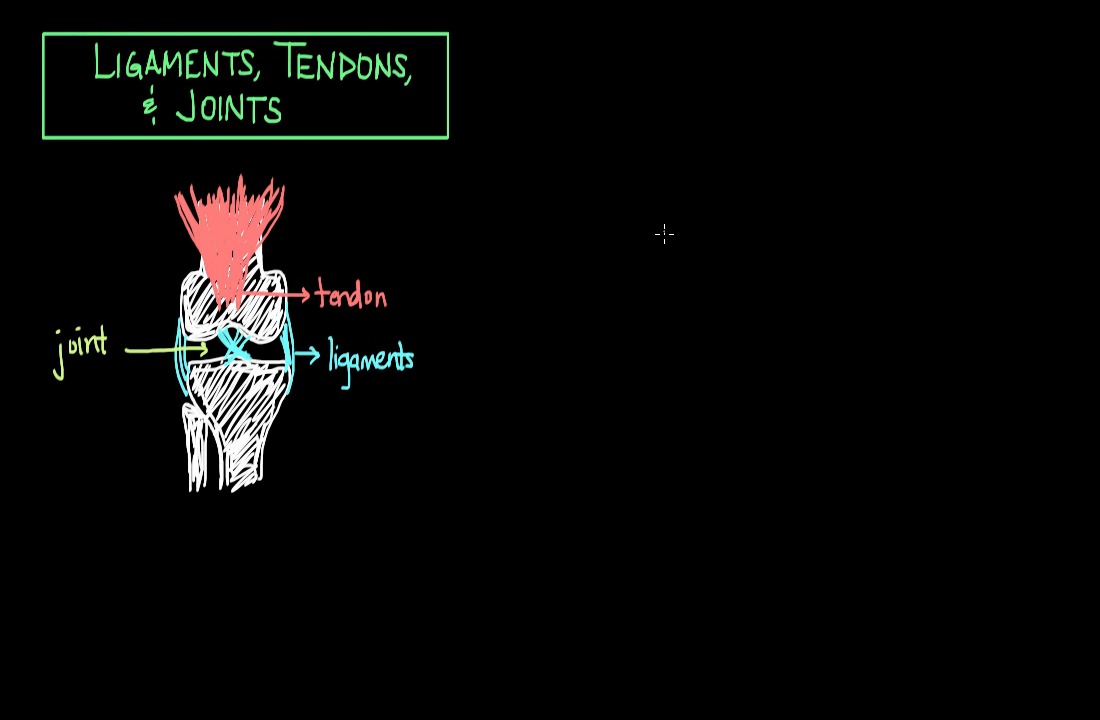 LIGAMENTS, TENDONS,
& JOINTS
tendon
joint
ligaments